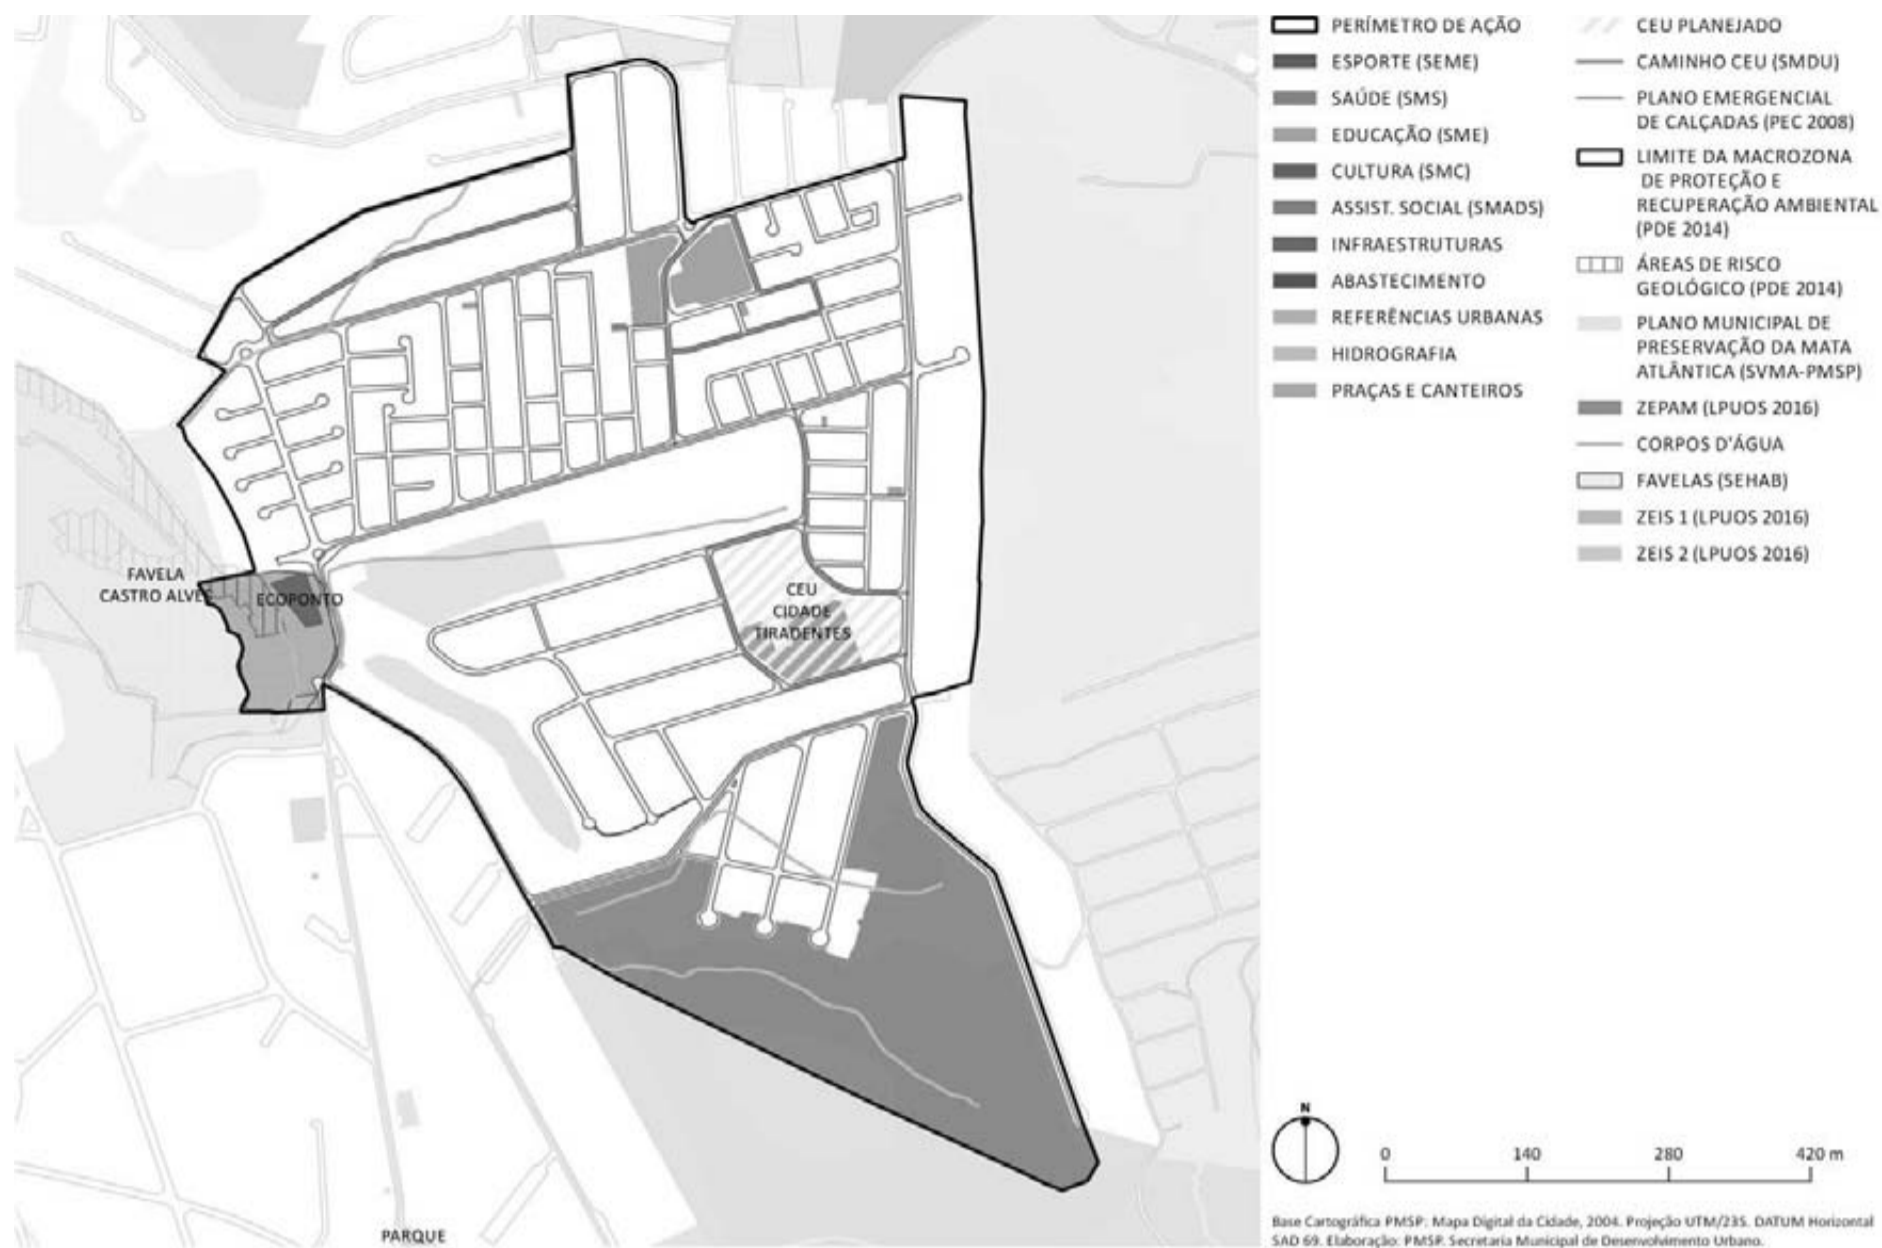 PERÍMETRO DE AÇÃO
ESPORTE (SEME)
SAÚDE (SMS)
EDUCAÇÃO (SME)
CULTURA (SMC)
ASSIST. SOCIAL (SMADS)
INFRAESTRUTURAS
ABASTECIMENTO
REFERÊNCIAS URBANAS
HIDROGRAFIA
PRAÇAS E CANTEIROS
CEU PLANEJADO
CAMINHO CEU (SMDU)
PLANO EMERGENCIAL
DE CALÇADAS (PEC 2008)
LIMITE DA MACROZONA
DE PROTEÇÃO E
RECUPERAÇÃO AMBIENTAL
(PDE 2014)
ÁREAS DE RISCO
GEOLÓGICO (PDE 2014)
PLANO MUNICIPAL DE
PRESERVAÇÃO DA MATA
ATLÂNTICA (SVMA-PMSP)
ZEPAM (LPUOS 2016)
CORPOS D'ÁGUA
FAVELAS (SEHAB)
ZEIS 1 (LPUOS 2016)
ZEIS 2 (LPUOS 2016)
FAVELA
CASTRO ALVES
ECOPONTO
CEU
CIDADE
TIRADENTES
PARQUE
N
0 140 280 420 m
Base Cartográfica PMSP: Mapa Digital da Cidade, 2004. Projeção UTM/23S. DATUM Horizontal
SAD 69. Elaboração: PMSP. Secretaria Municipal de Desenvolvimento Urbano.